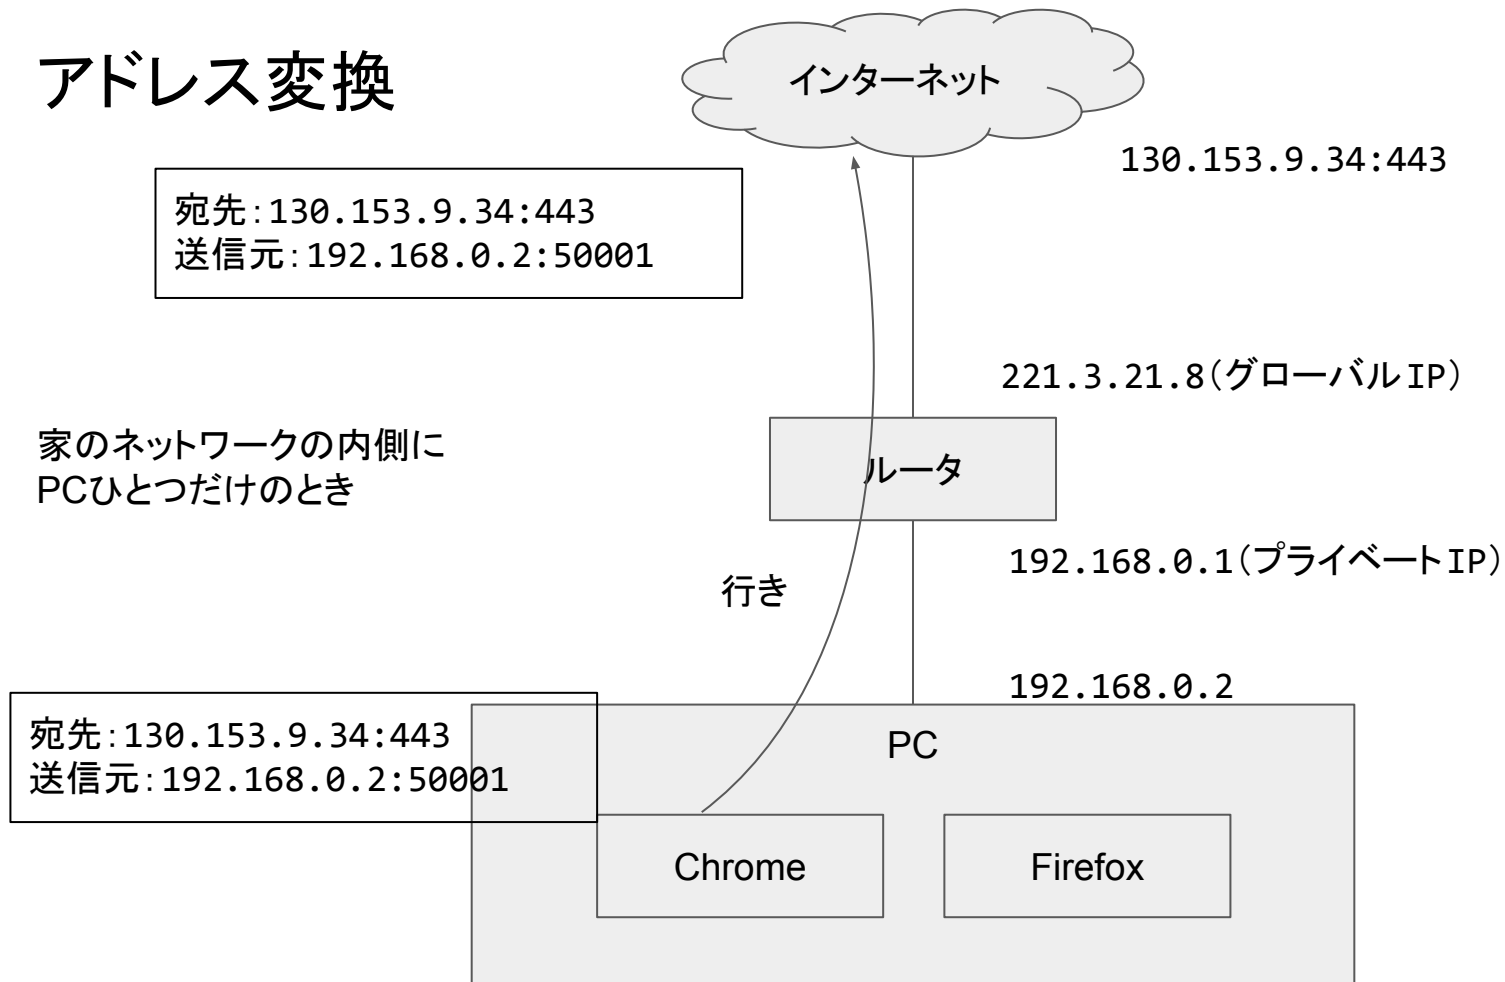 アドレス変換
インターネット
130.153.9.34:443
宛先：130.153.9.34:443
送信元：192.168.0.2:50001
221.3.21.8（グローバルIP）
家のネットワークの内側に
PCひとつだけのとき
ルータ
192.168.0.1（プライベートIP）
行き
192.168.0.2
宛先：130.153.9.34:443
送信元：192.168.0.2:50001
PC
Chrome
Firefox